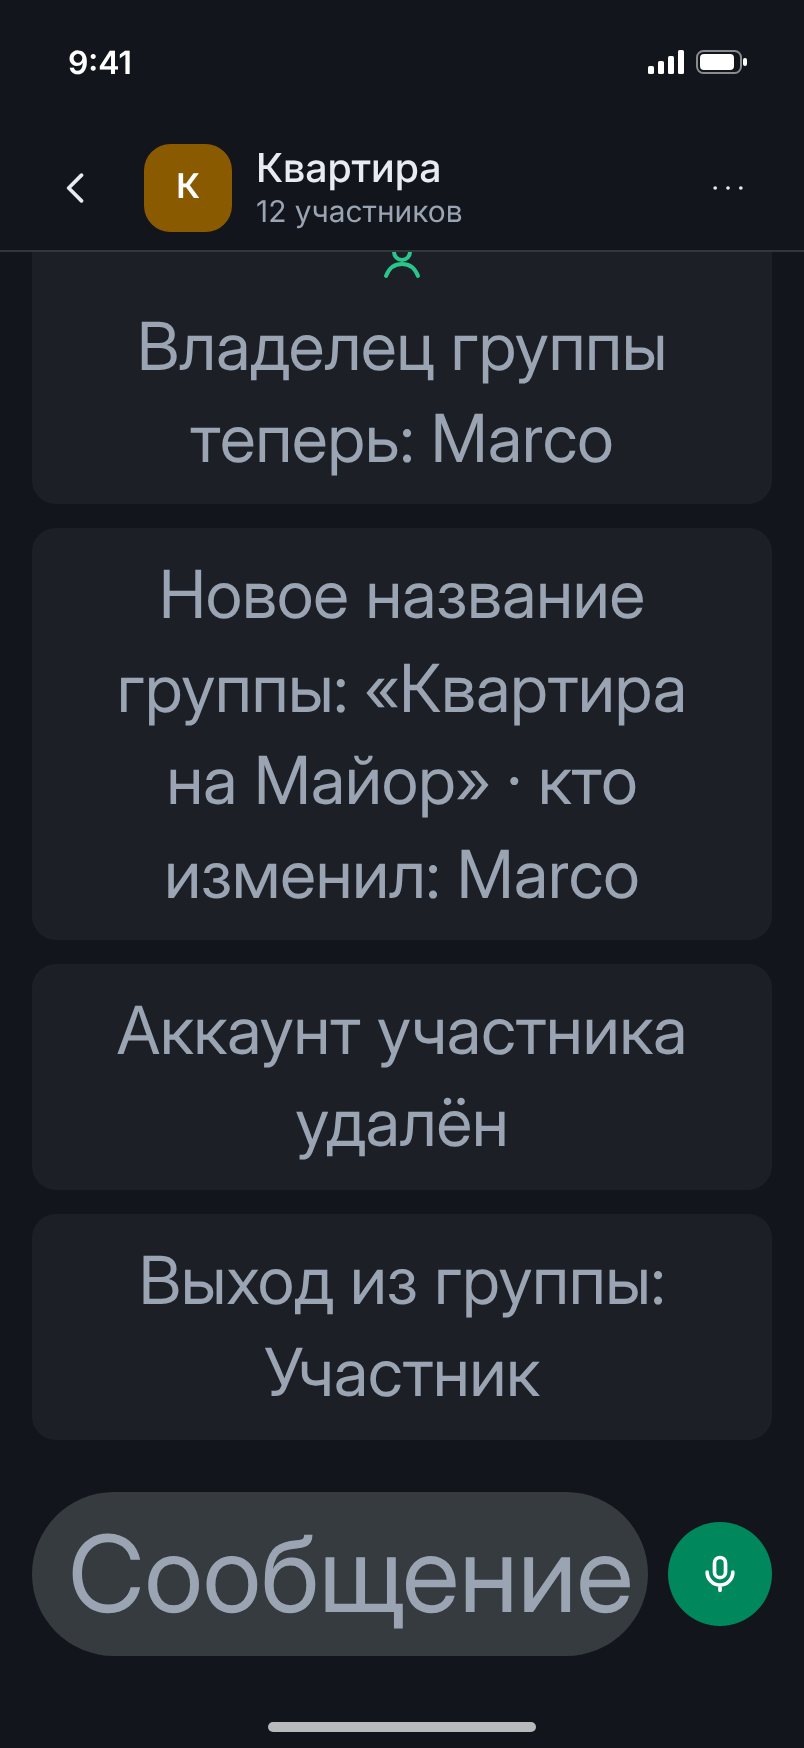 9:41
К
Квартира
12 участников
Владелец группы
теперь: Marco
Новое название
группы: «Квартира
на Майор» · кто
изменил: Marco
Аккаунт участника
удалён
Выход из группы:
Участник
Сообщение